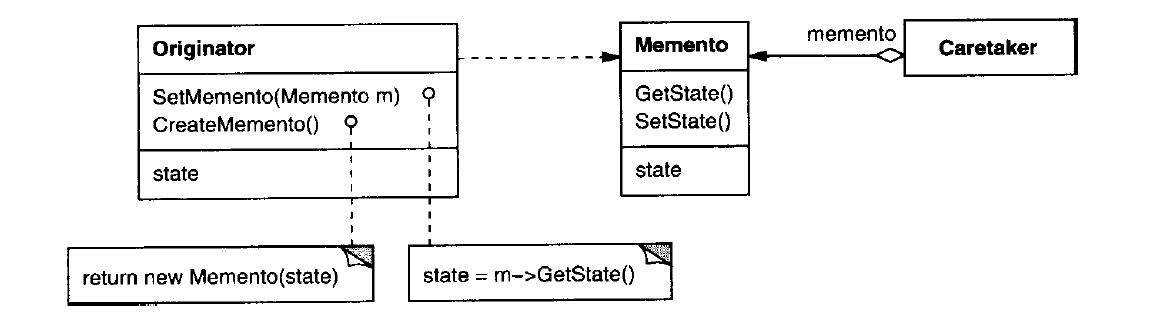 Originator
SetMemento(Memento m)
CreateMemento()
state
return new Memento(state)
state = m->GetState()
Memento
GetState()
SetState()
state
memento
Caretaker